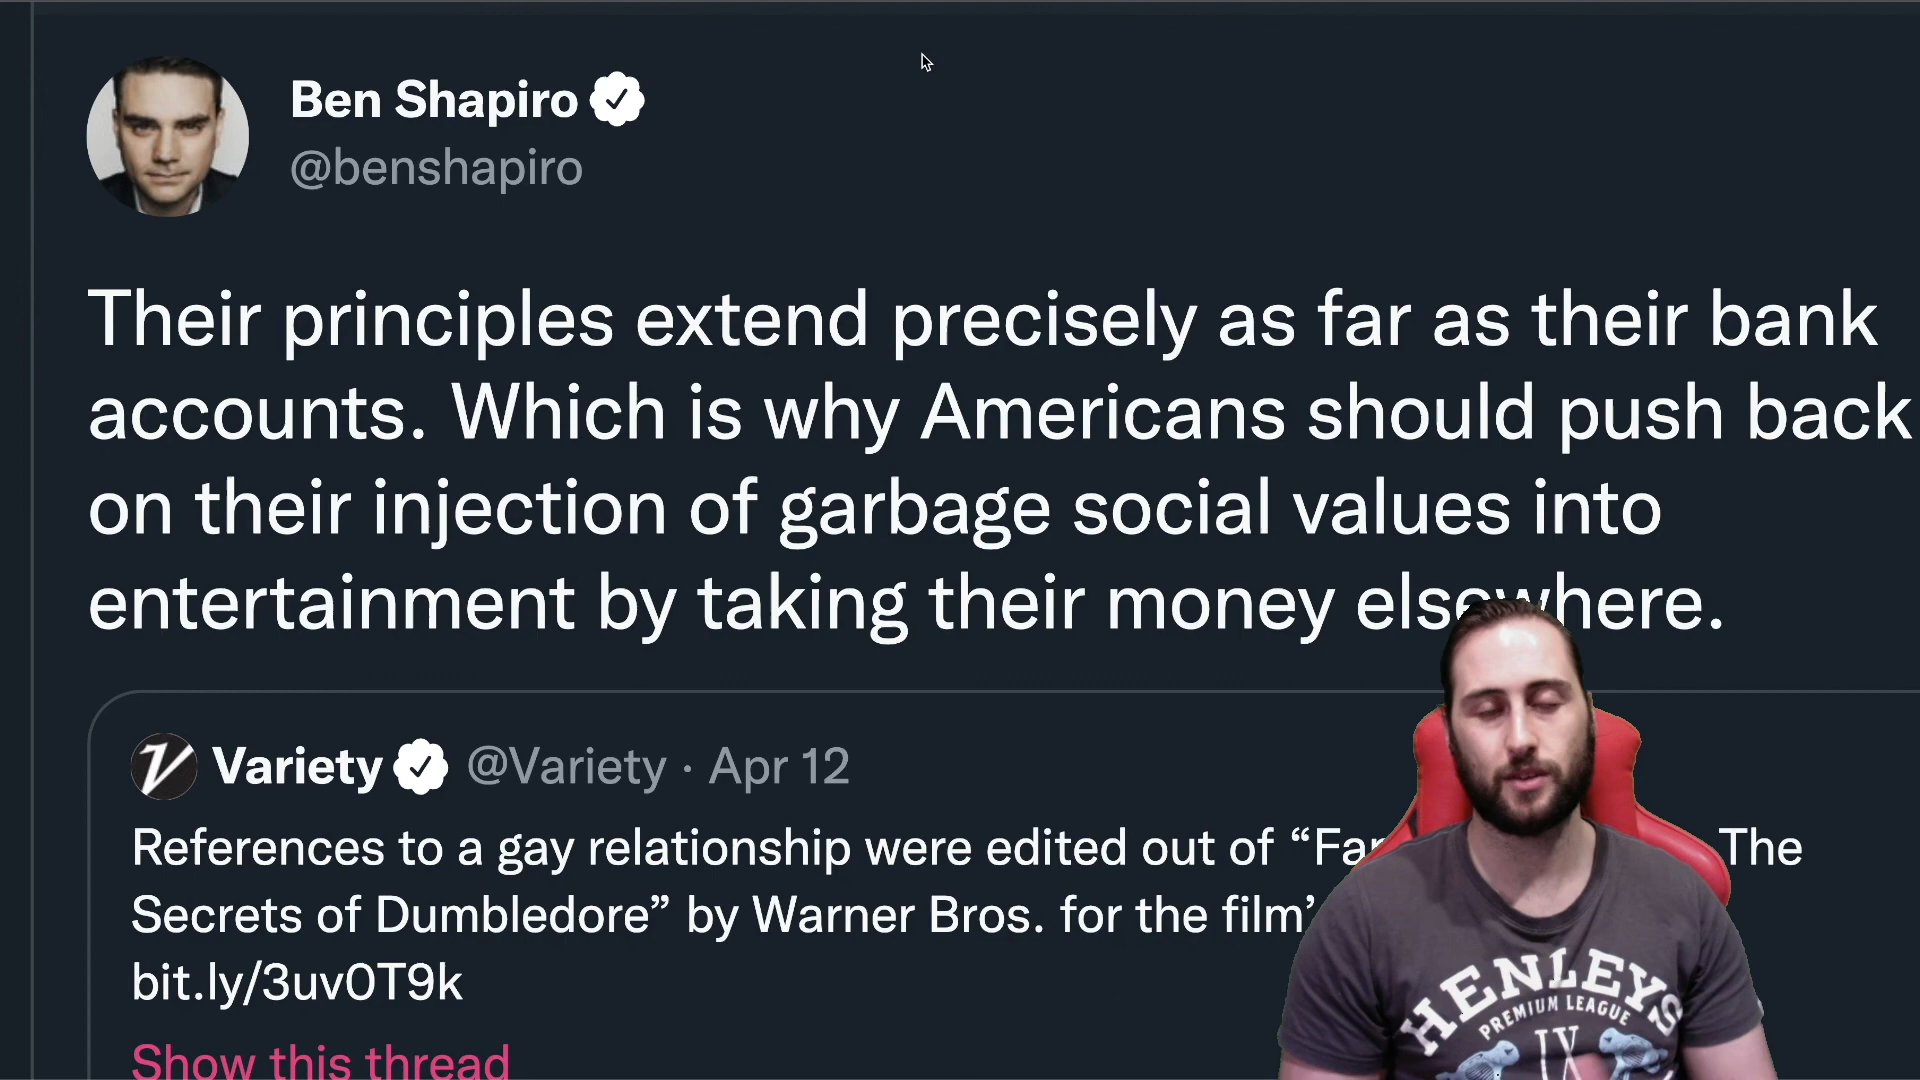 Ben Shapiro
@benshapiro
Their principles extend precisely as far as their bank
accounts. Which is why Americans should push back
on their injection of garbage social values into
entertainment by taking their money elsewhere.
Variety @Variety · Apr 12
References to a gay relationship were edited out of “Fan The
Secrets of Dumbledore” by Warner Bros. for the film’
bit.ly/3uv0T9k
Show this thread
HENLEYS
PREMIUM LEAGUE
IX